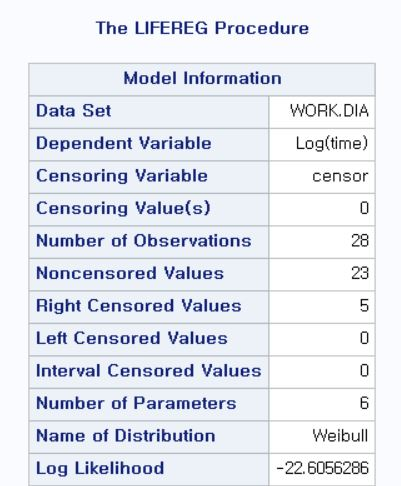 The LIFEREG Procedure
Model Information
Data Set WORK.DIA
Dependent Variable Log(time)
Censoring Variable censor
Censoring Value(s) 0
Number of Observations 28
Noncensored Values 23
Right Censored Values 5
Left Censored Values 0
Interval Censored Values 0
Number of Parameters 6
Name of Distribution Weibull
Log Likelihood -22.6056286